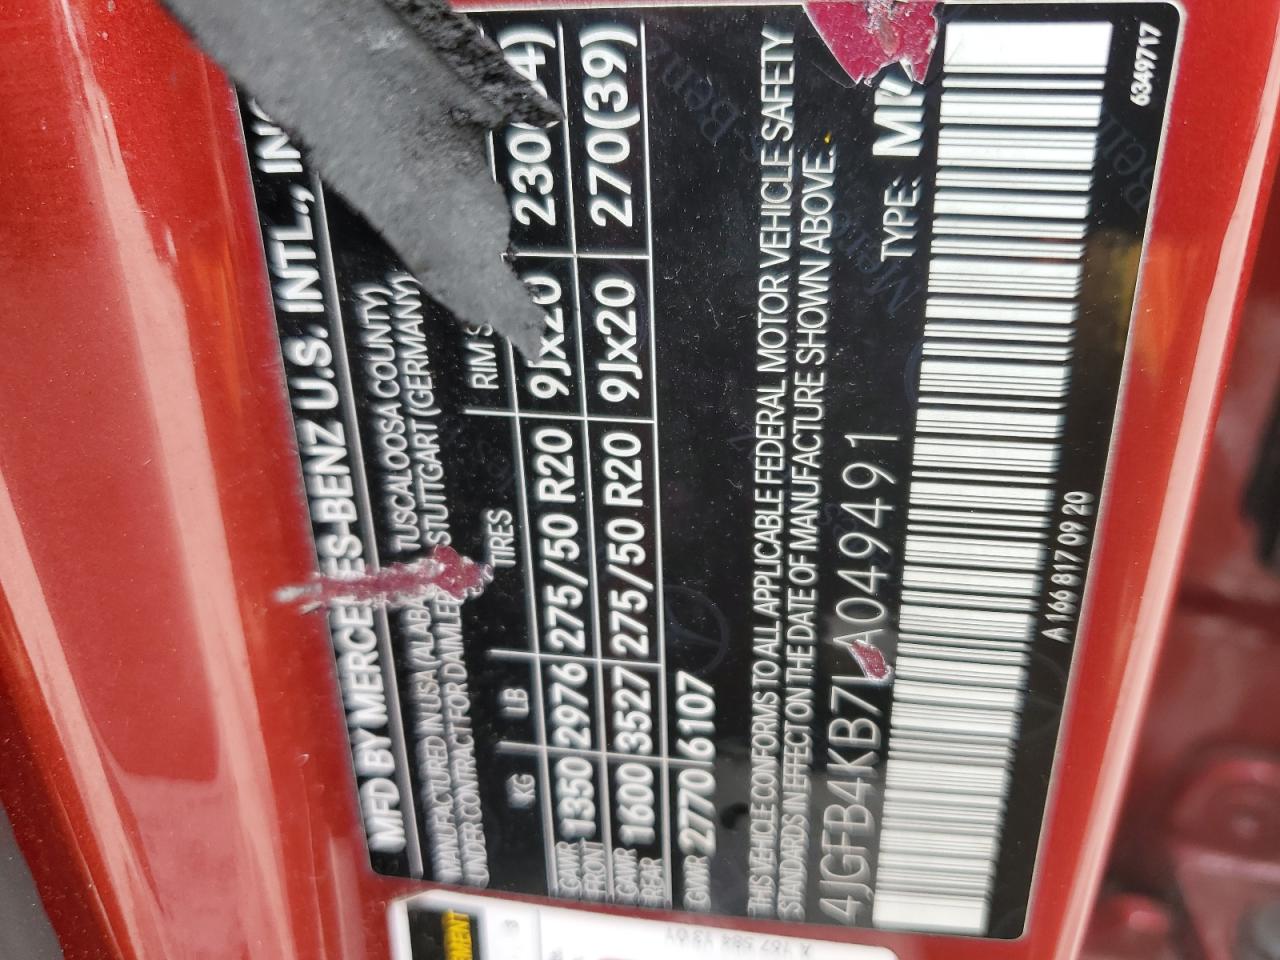 MFD BY MERCEDES-BENZ U.S. INTL., INC
MANUFACTURED IN USA (ALABA TUSCALOOSA COUNTY)
UNDER CONTRACT FOR DAIMLER STUTTGART (GERMANY)
KG LB TIRES RIM
GAWR FRONT 1350 2976 275/50 R20 9Jx20 230
GAWR REAR 1600 3527 275/50 R20 9Jx20 270(39)
GVWR 2770 6107
THIS VEHICLE CONFORMS TO ALL APPLICABLE FEDERAL MOTOR VEHICLE SAFETY
STANDARDS IN EFFECT ON THE DATE OF MANUFACTURE SHOWN ABOVE.
4JGFB4KB7LA049491 TYPE:
A 166 817 09 20
6349717